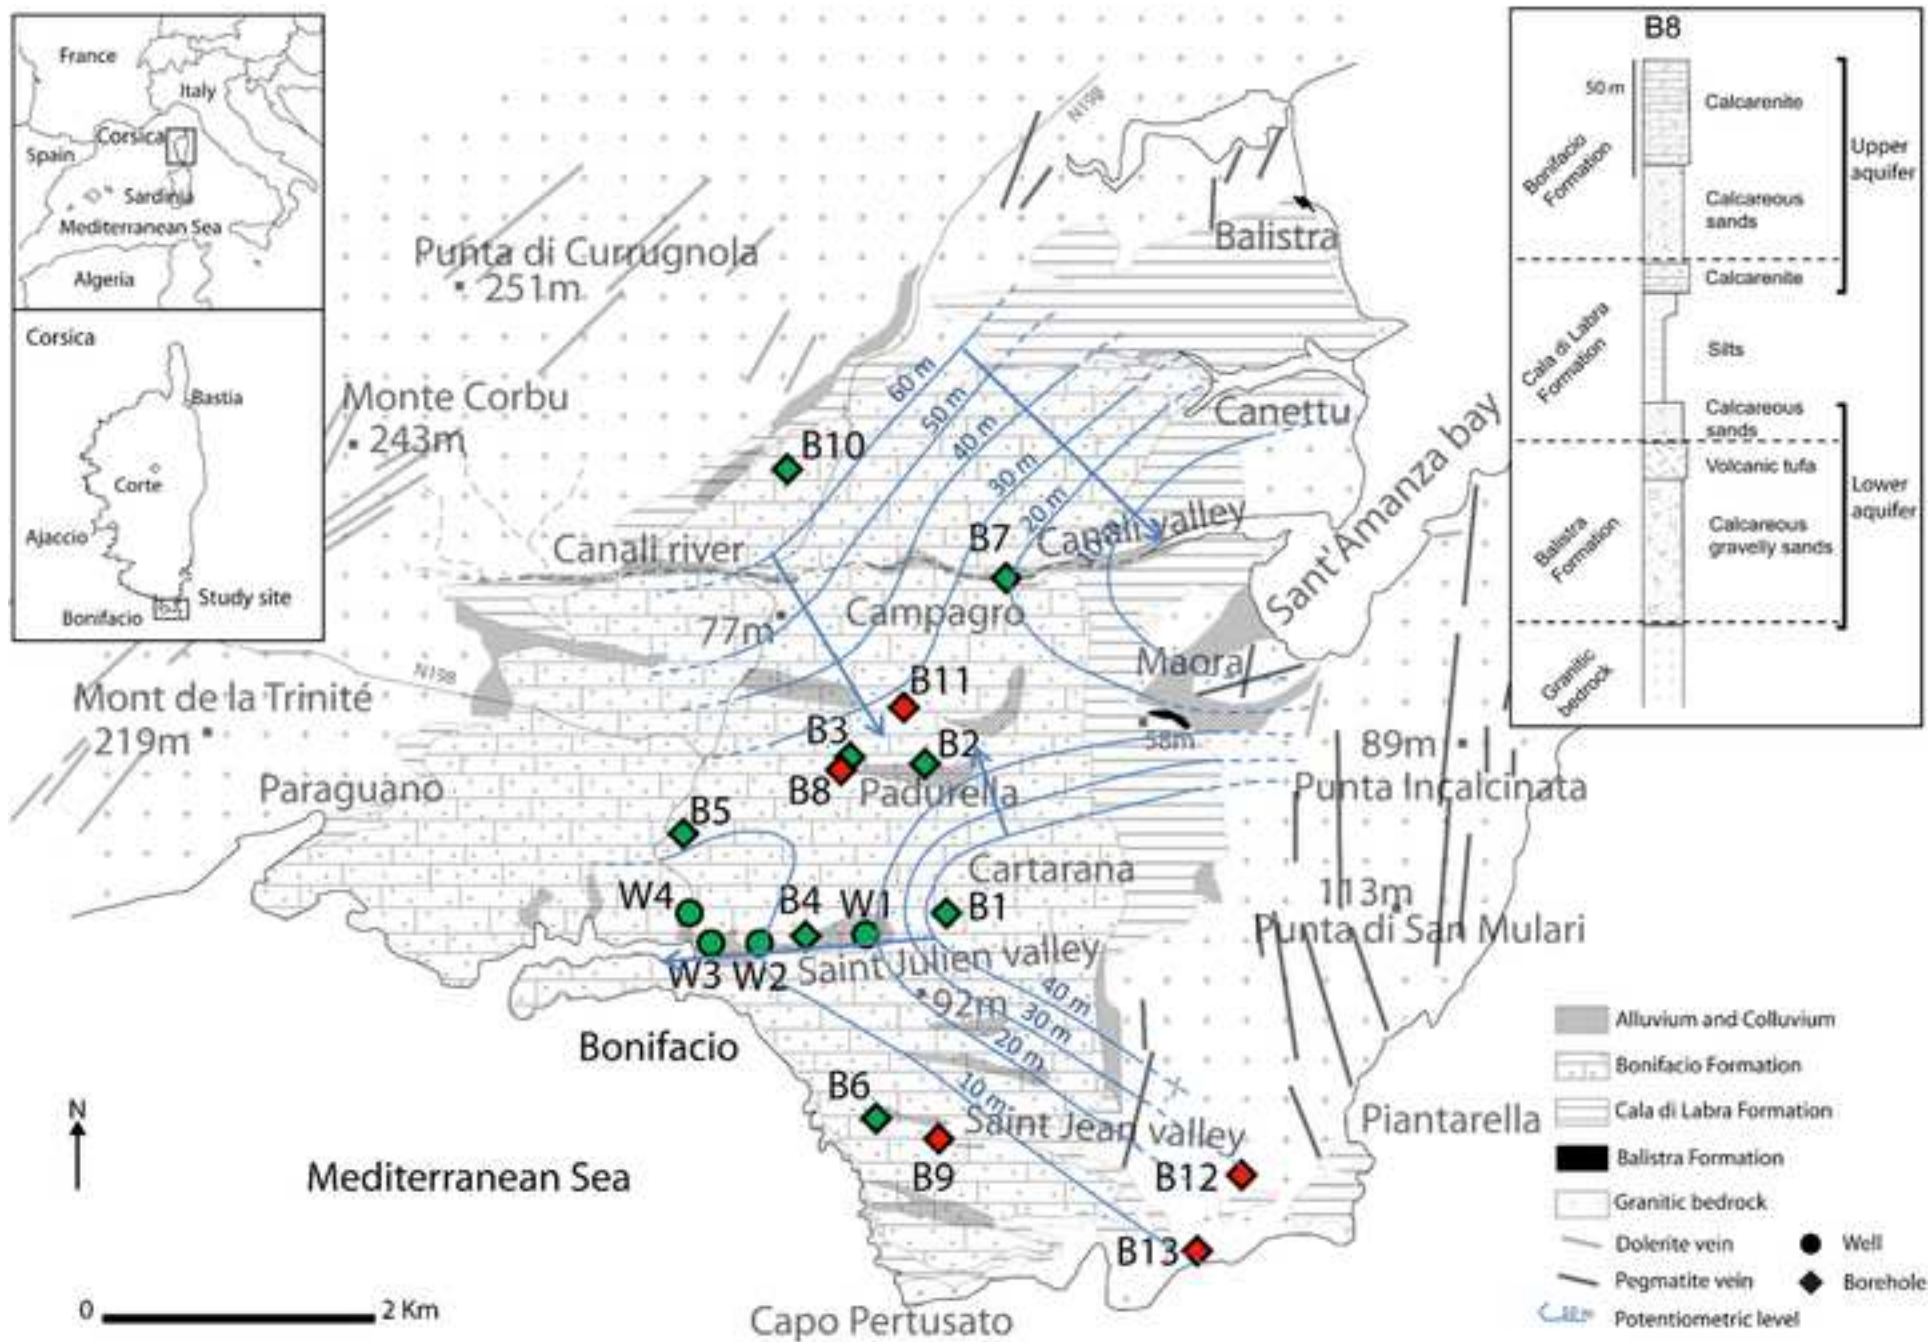 France
Italy
Corsica
Spain
Sardinia
Mediterranean Sea
Algeria
Corsica
Bastia
Corte
Ajaccio
Study site
Bonifacio
N198
Balistra
Punta di Currugnola
251m
Monte Corbu
243m
60 m
50 m
40 m
30 m
20 m
Canettu
B10
Canali river
B7
Canali valley
Sant'Amanza bay
Campagro
77m
Maora
N198
Mont de la Trinité
219m
B11
B3
B2
B8
Padurella
58m
89m
Punta Incalcinata
Paraguano
B5
Cartarana
113m
Punta di San Mulari
W4
B4
W1
B1
W3
W2
Saint Julien valley
92m
40 m
30 m
20 m
10 m
Bonifacio
B6
Saint Jean valley
B9
B12
B13
Piantarella
N
Mediterranean Sea
0
2 Km
Capo Pertusato
B8
50 m
Calcarenite
Bonifacio
Formation
Upper
aquifer
Calcareous
sands
Calcarenite
Cala di Labra
Formation
Silts
Calcareous
sands
Volcanic tufa
Lower
aquifer
Balistra
Formation
Calcareous
gravelly sands
Granitic
bedrock
Alluvium and Colluvium
Bonifacio Formation
Cala di Labra Formation
Balistra Formation
Granitic bedrock
Dolerite vein
Well
Pegmatite vein
Borehole
Potentiometric level